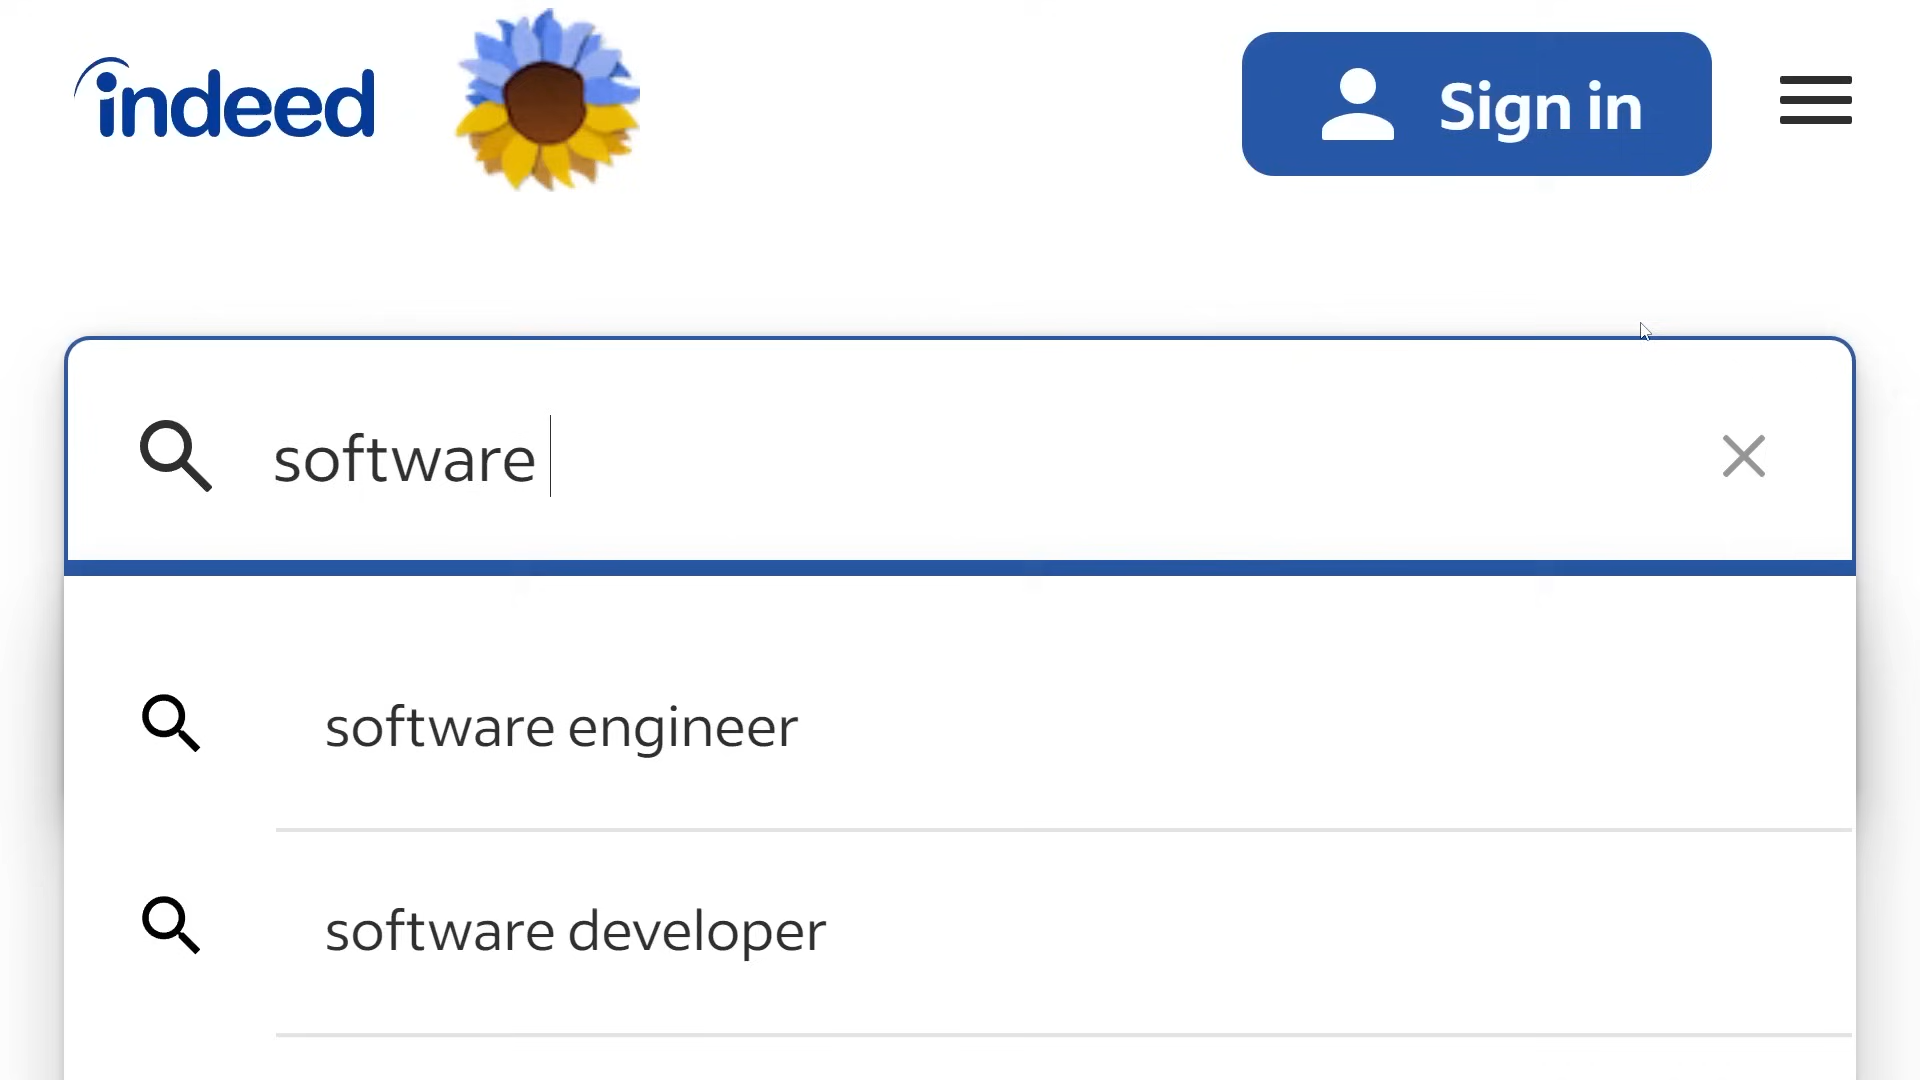 indeed
Sign in
software
software engineer
software developer